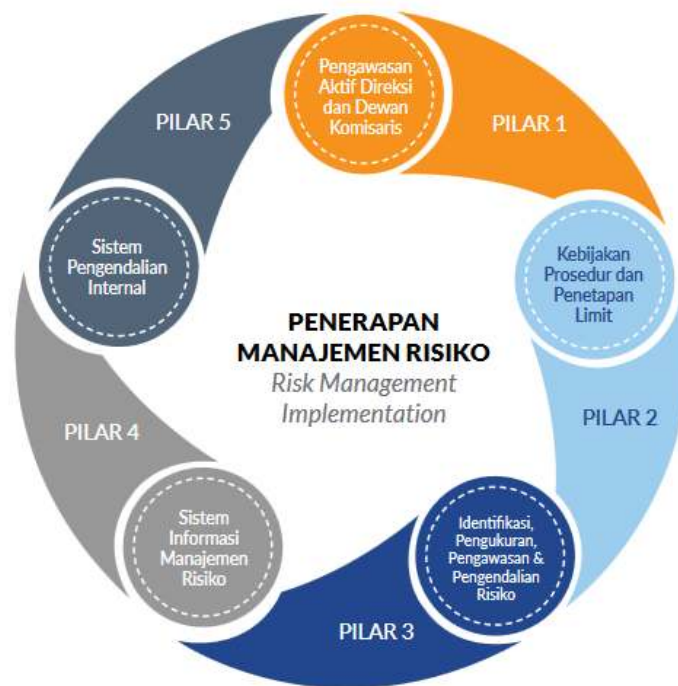 PENERAPAN
MANAJEMEN RISIKO
Risk Management
Implementation
PILAR 1
Pengawasan
Aktif Direksi
dan Dewan
Komisaris
PILAR 2
Kebijakan
Prosedur dan
Penetapan
Limit
PILAR 3
Identifikasi,
Pengukuran,
Pengawasan &
Pengendalian
Risiko
PILAR 4
Sistem
Informasi
Manajemen
Risiko
PILAR 5
Sistem
Pengendalian
Internal